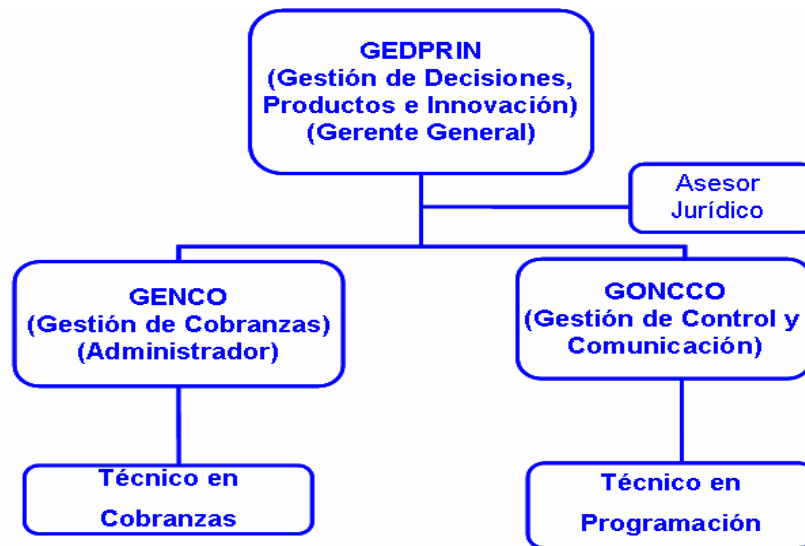 GEDPRIN
(Gestión de Decisiones,
Productos e Innovación)
(Gerente General)
Asesor
Jurídico
GENCO
(Gestión de Cobranzas)
(Administrador)
GONCCO
(Gestión de Control y
Comunicación)
Técnico en
Cobranzas
Técnico en
Programación